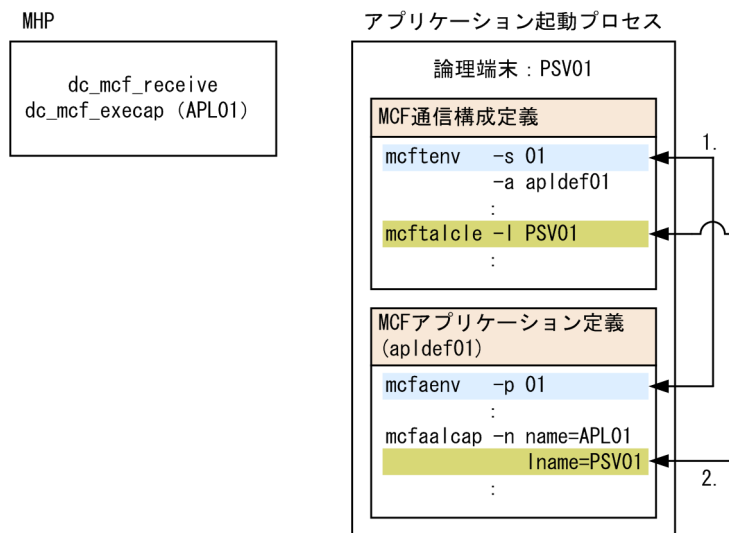 MHP
dc_mcf_receive
dc_mcf_execap (APL01)
アプリケーション起動プロセス
論理端末：PSV01
MCF通信構成定義
mcftenv -s 01
-a apldef01
:
mcftalcle -l PSV01
:
MCFアプリケーション定義
(apldef01)
mcfaenv -p 01
:
mcfaalcap -n name=APL01
lname=PSV01
:
1.
2.